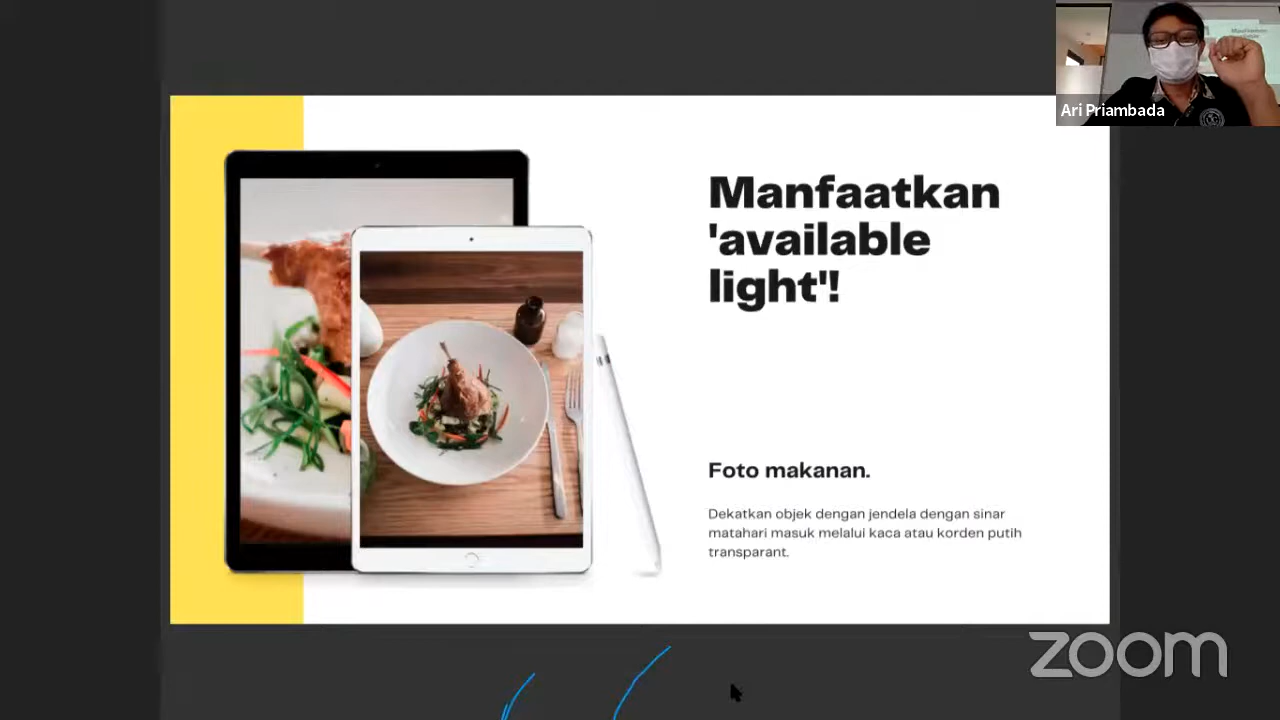 Ari Priambada
Manfaatkan
'available
light'!
Foto makanan.
Dekatkan objek dengan jendela dengan sinar
matahari masuk melalui kaca atau korden putih
transparant.
zoom